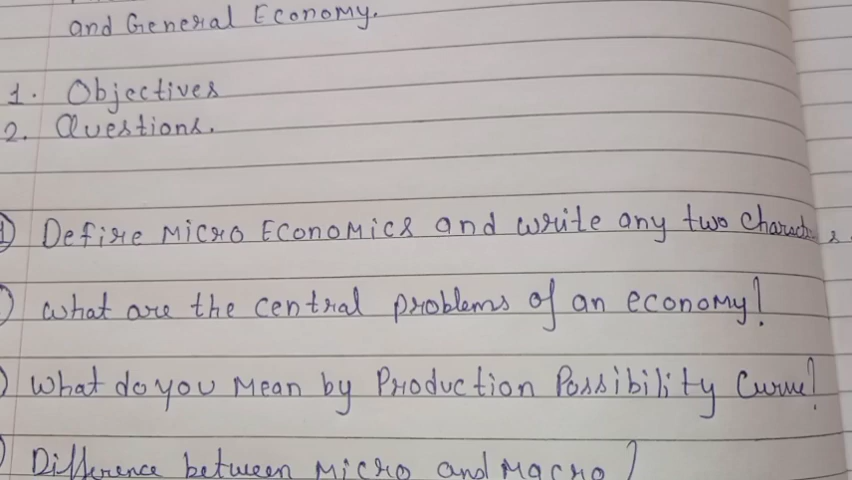 and General Economy.
1. Objectives
2. Questions.
1) Define Micro Economics and write any two
What are the central problems of an economy?
What do you Mean by Production Possibility Curve?
Difference between Micro and Macro?